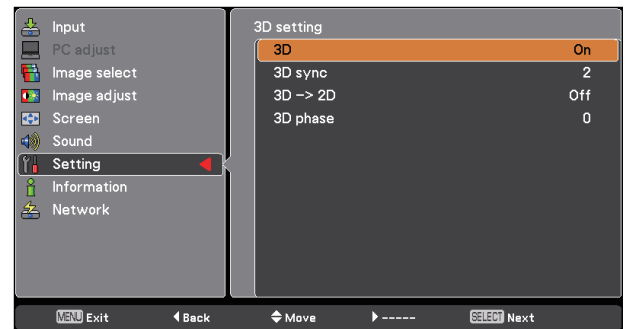 Input
PC adjust
Image select
Image adjust
Screen
Sound
Setting
Information
Network
3D setting
3D On
3D sync 2
3D –> 2D Off
3D phase 0
MENU Exit Back Move ----- SELECT Next